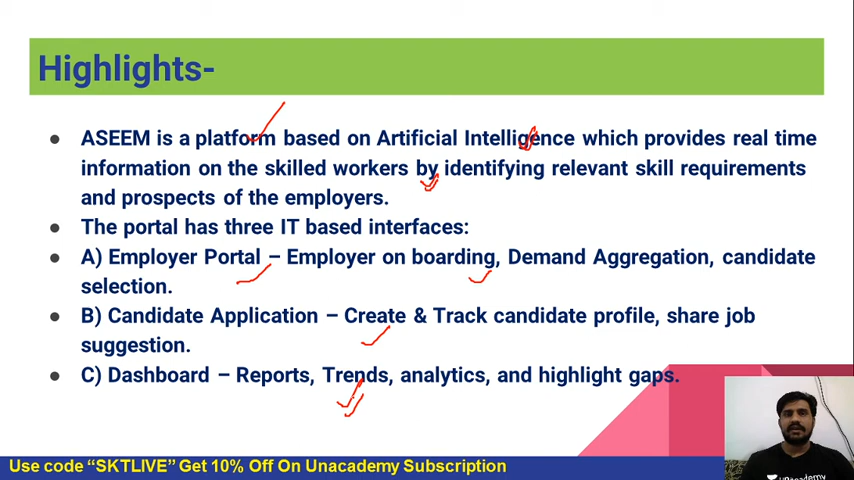 Highlights-
● ASEEM is a platform based on Artificial Intelligence which provides real time
information on the skilled workers by identifying relevant skill requirements
and prospects of the employers.
● The portal has three IT based interfaces:
● A) Employer Portal – Employer on boarding, Demand Aggregation, candidate
selection.
● B) Candidate Application – Create & Track candidate profile, share job
suggestion.
● C) Dashboard – Reports, Trends, analytics, and highlight gaps.
unacademy
Use code “SKTLIVE” Get 10% Off On Unacademy Subscription